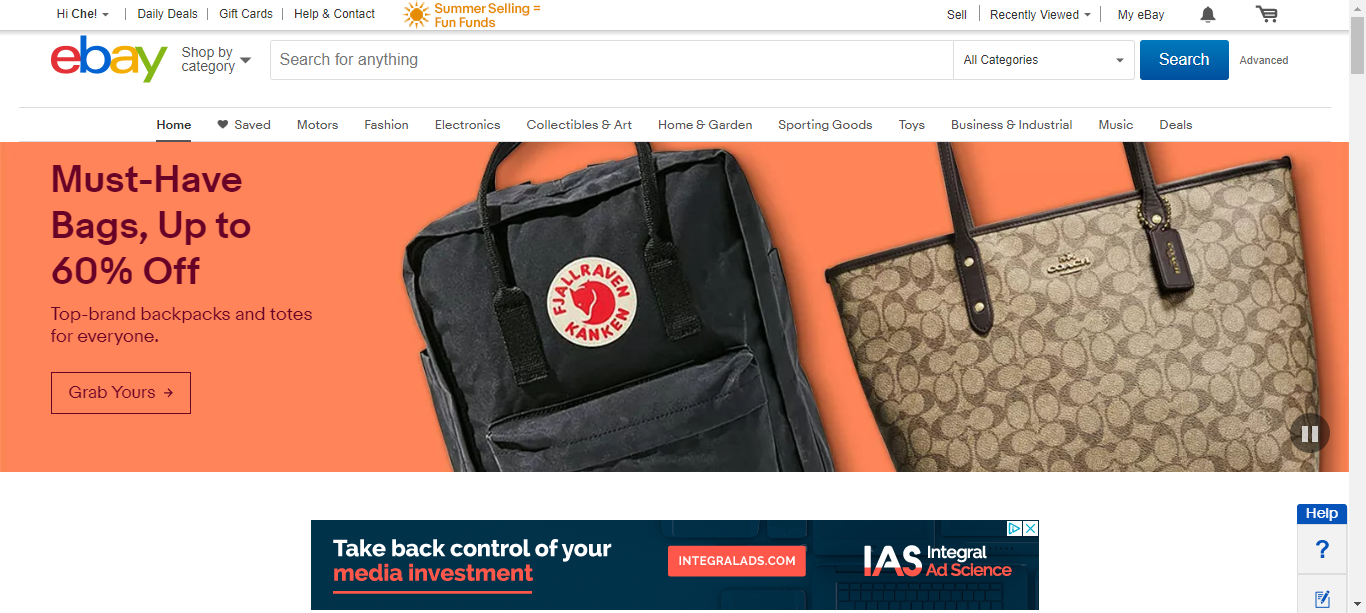 Hi Che!
Daily Deals
Gift Cards
Help & Contact
Summer Selling =
Fun Funds
Sell
Recently Viewed
My eBay
ebay
Shop by
category
Search for anything
All Categories
Search
Advanced
Home
Saved
Motors
Fashion
Electronics
Collectibles & Art
Home & Garden
Sporting Goods
Toys
Business & Industrial
Music
Deals
Must-Have
Bags, Up to
60% Off
Top-brand backpacks and totes
for everyone.
Grab Yours →
FJALLRAVEN
KANKEN
COACH
COACH
Help
?
Take back control of your
media investment
INTEGRALADS.COM
IAS Integral
Ad Science